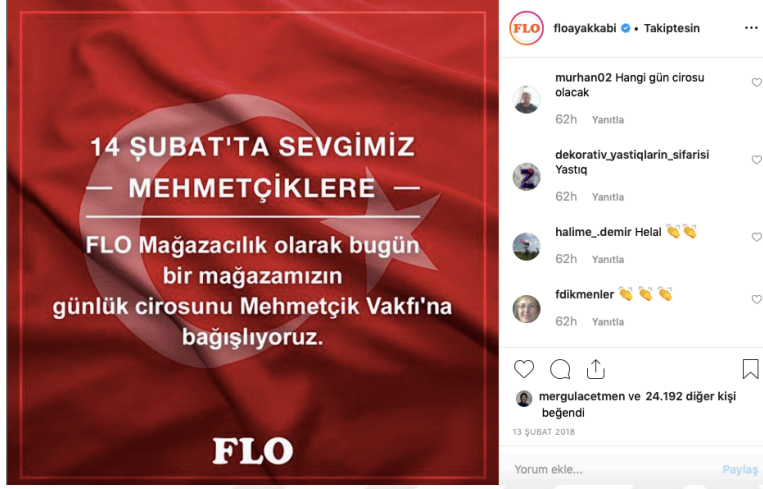 14 ŞUBAT'TA SEVGİMİZ
— MEHMETÇİKLERE —
FLO Mağazacılık olarak bugün
bir mağazamızın
günlük cirosunu Mehmetçik Vakfı'na
bağışlıyoruz.
FLO
FLO
floayakkabi • Takiptesin
murhan02 Hangi gün cirosu
olacak
62h Yanıtla
dekorativ_yastiqlarin_sifarisi
Yastıq
62h Yanıtla
halime_.demir Helal 👏👏
62h Yanıtla
fdikmenler 👏👏👏
62h Yanıtla
mergulacetmen ve 24.192 diğer kişi
beğendi
13 ŞUBAT 2018
Yorum ekle... Paylaş